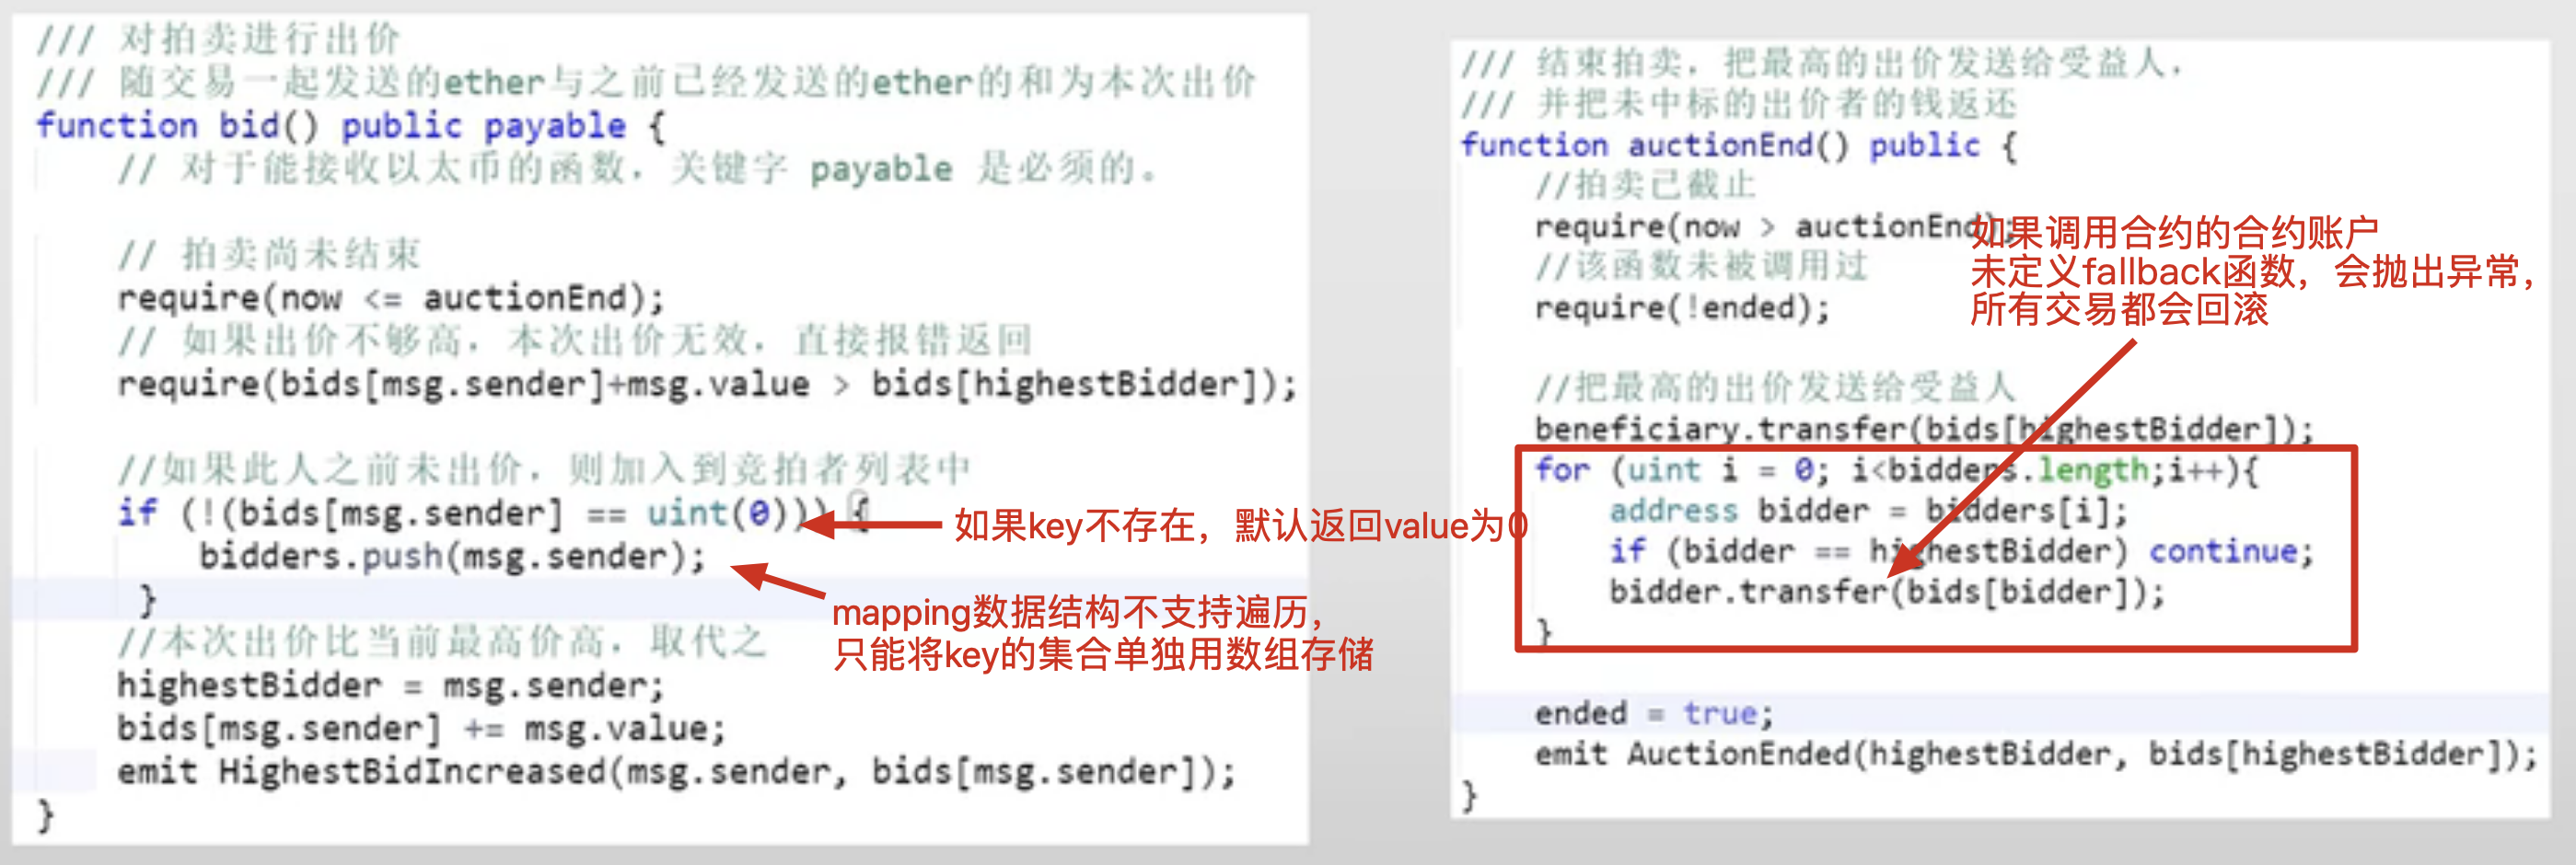 /// 对拍卖进行出价
/// 随交易一起发送的ether与之前已经发送的ether的和为本次出价
function bid() public payable {
// 对于能接收以太币的函数，关键字 payable 是必须的。
// 拍卖尚未结束
require(now <= auctionEnd);
// 如果出价不够高，本次出价无效，直接报错返回
require(bids[msg.sender]+msg.value > bids[highestBidder]);
//如果此人之前未出价，则加入到竞拍者列表中
if (!(bids[msg.sender] == uint(0))) {
bidders.push(msg.sender);
}
//本次出价比当前最高价高，取代之
highestBidder = msg.sender;
bids[msg.sender] += msg.value;
emit HighestBidIncreased(msg.sender, bids[msg.sender]);
}
如果key不存在，默认返回value为0
mapping数据结构不支持遍历，
只能将key的集合单独用数组存储
/// 结束拍卖，把最高的出价发送给受益人，
/// 并把未中标的出价者的钱返还
function auctionEnd() public {
//拍卖已截止
require(now > auctionEnd);
//该函数未被调用过
require(!ended);
//把最高的出价发送给受益人
beneficiary.transfer(bids[highestBidder]);
for (uint i = 0; i<bidders.length;i++){
address bidder = bidders[i];
if (bidder == highestBidder) continue;
bidder.transfer(bids[bidder]);
}
ended = true;
emit AuctionEnded(highestBidder, bids[highestBidder]);
}
如果调用合约的合约账户
未定义fallback函数，会抛出异常，
所有交易都会回滚